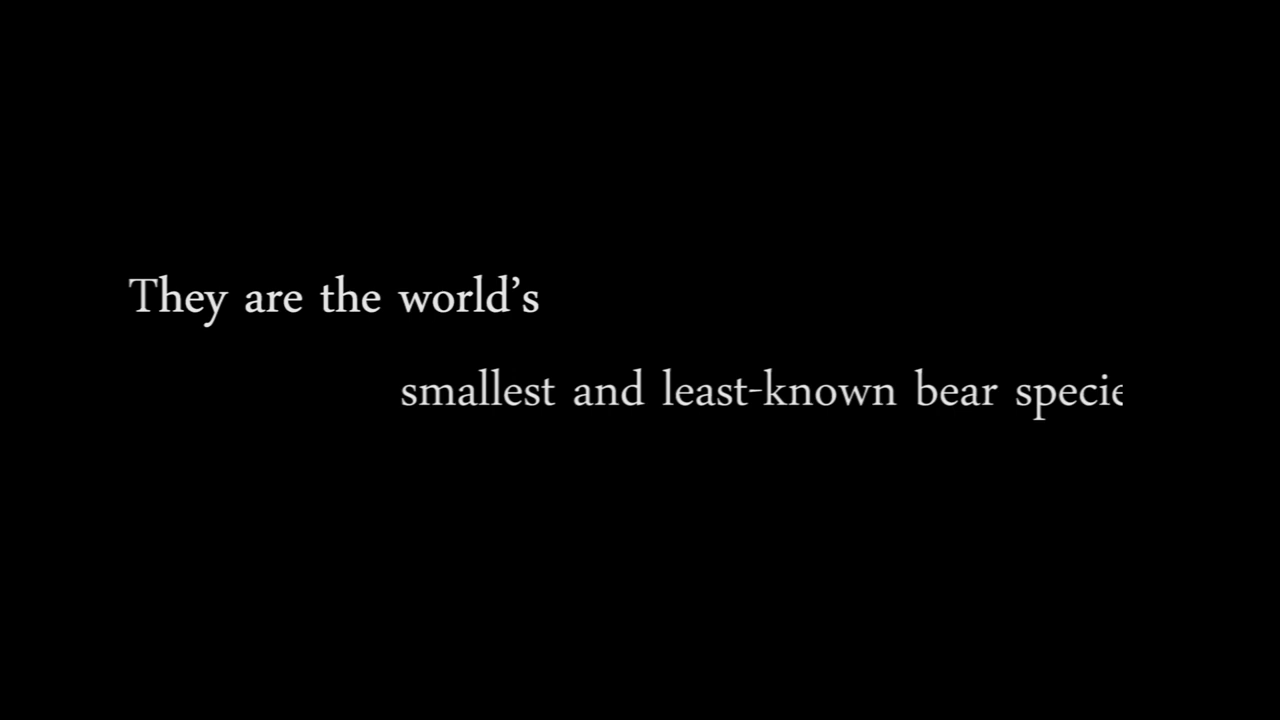 They are the world’s
smallest and least-known bear specie